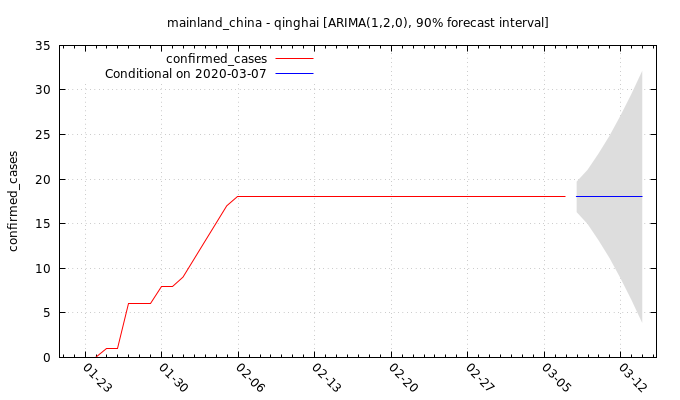 mainland_china - qinghai [ARIMA(1,2,0), 90% forecast interval]
confirmed_cases
Conditional on 2020-03-07
confirmed_cases
35
30
25
20
15
10
5
0
01-23 01-30 02-06 02-13 02-20 02-27 03-05 03-12